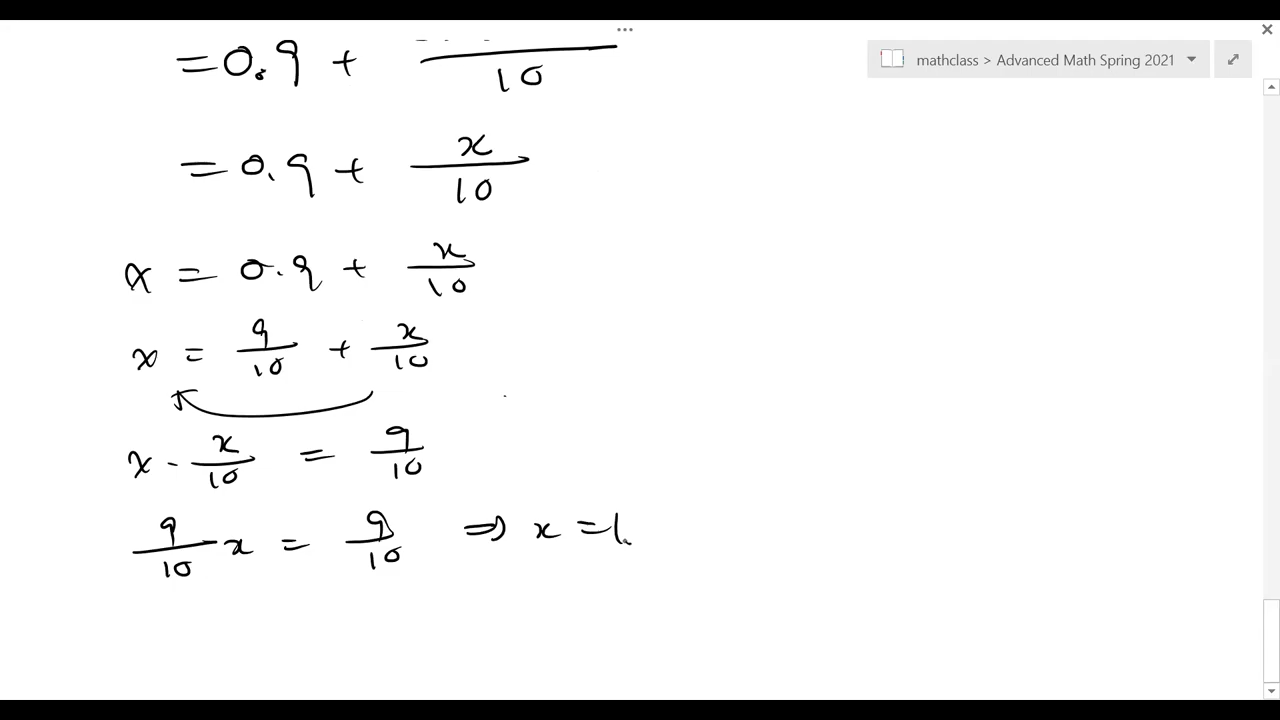 mathclass > Advanced Math Spring 2021
= 0.9 + /10
= 0.9 + x/10
x = 0.9 + x/10
x = 9/10 + x/10
x - x/10 = 9/10
9/10 x = 9/10 ⇒ x = 1.